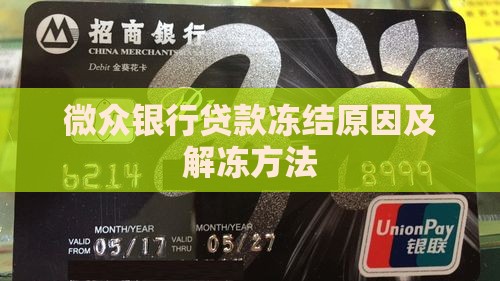 招商银行
CHINA MERCHANTS
Debit 金葵花卡
微众银行贷款冻结原因及
解冻方法
6214
8999
MONTH/YEAR
MONTH/YEAR
VALID FROM 05/17 VALID THRU 05/27
UnionPay
银联